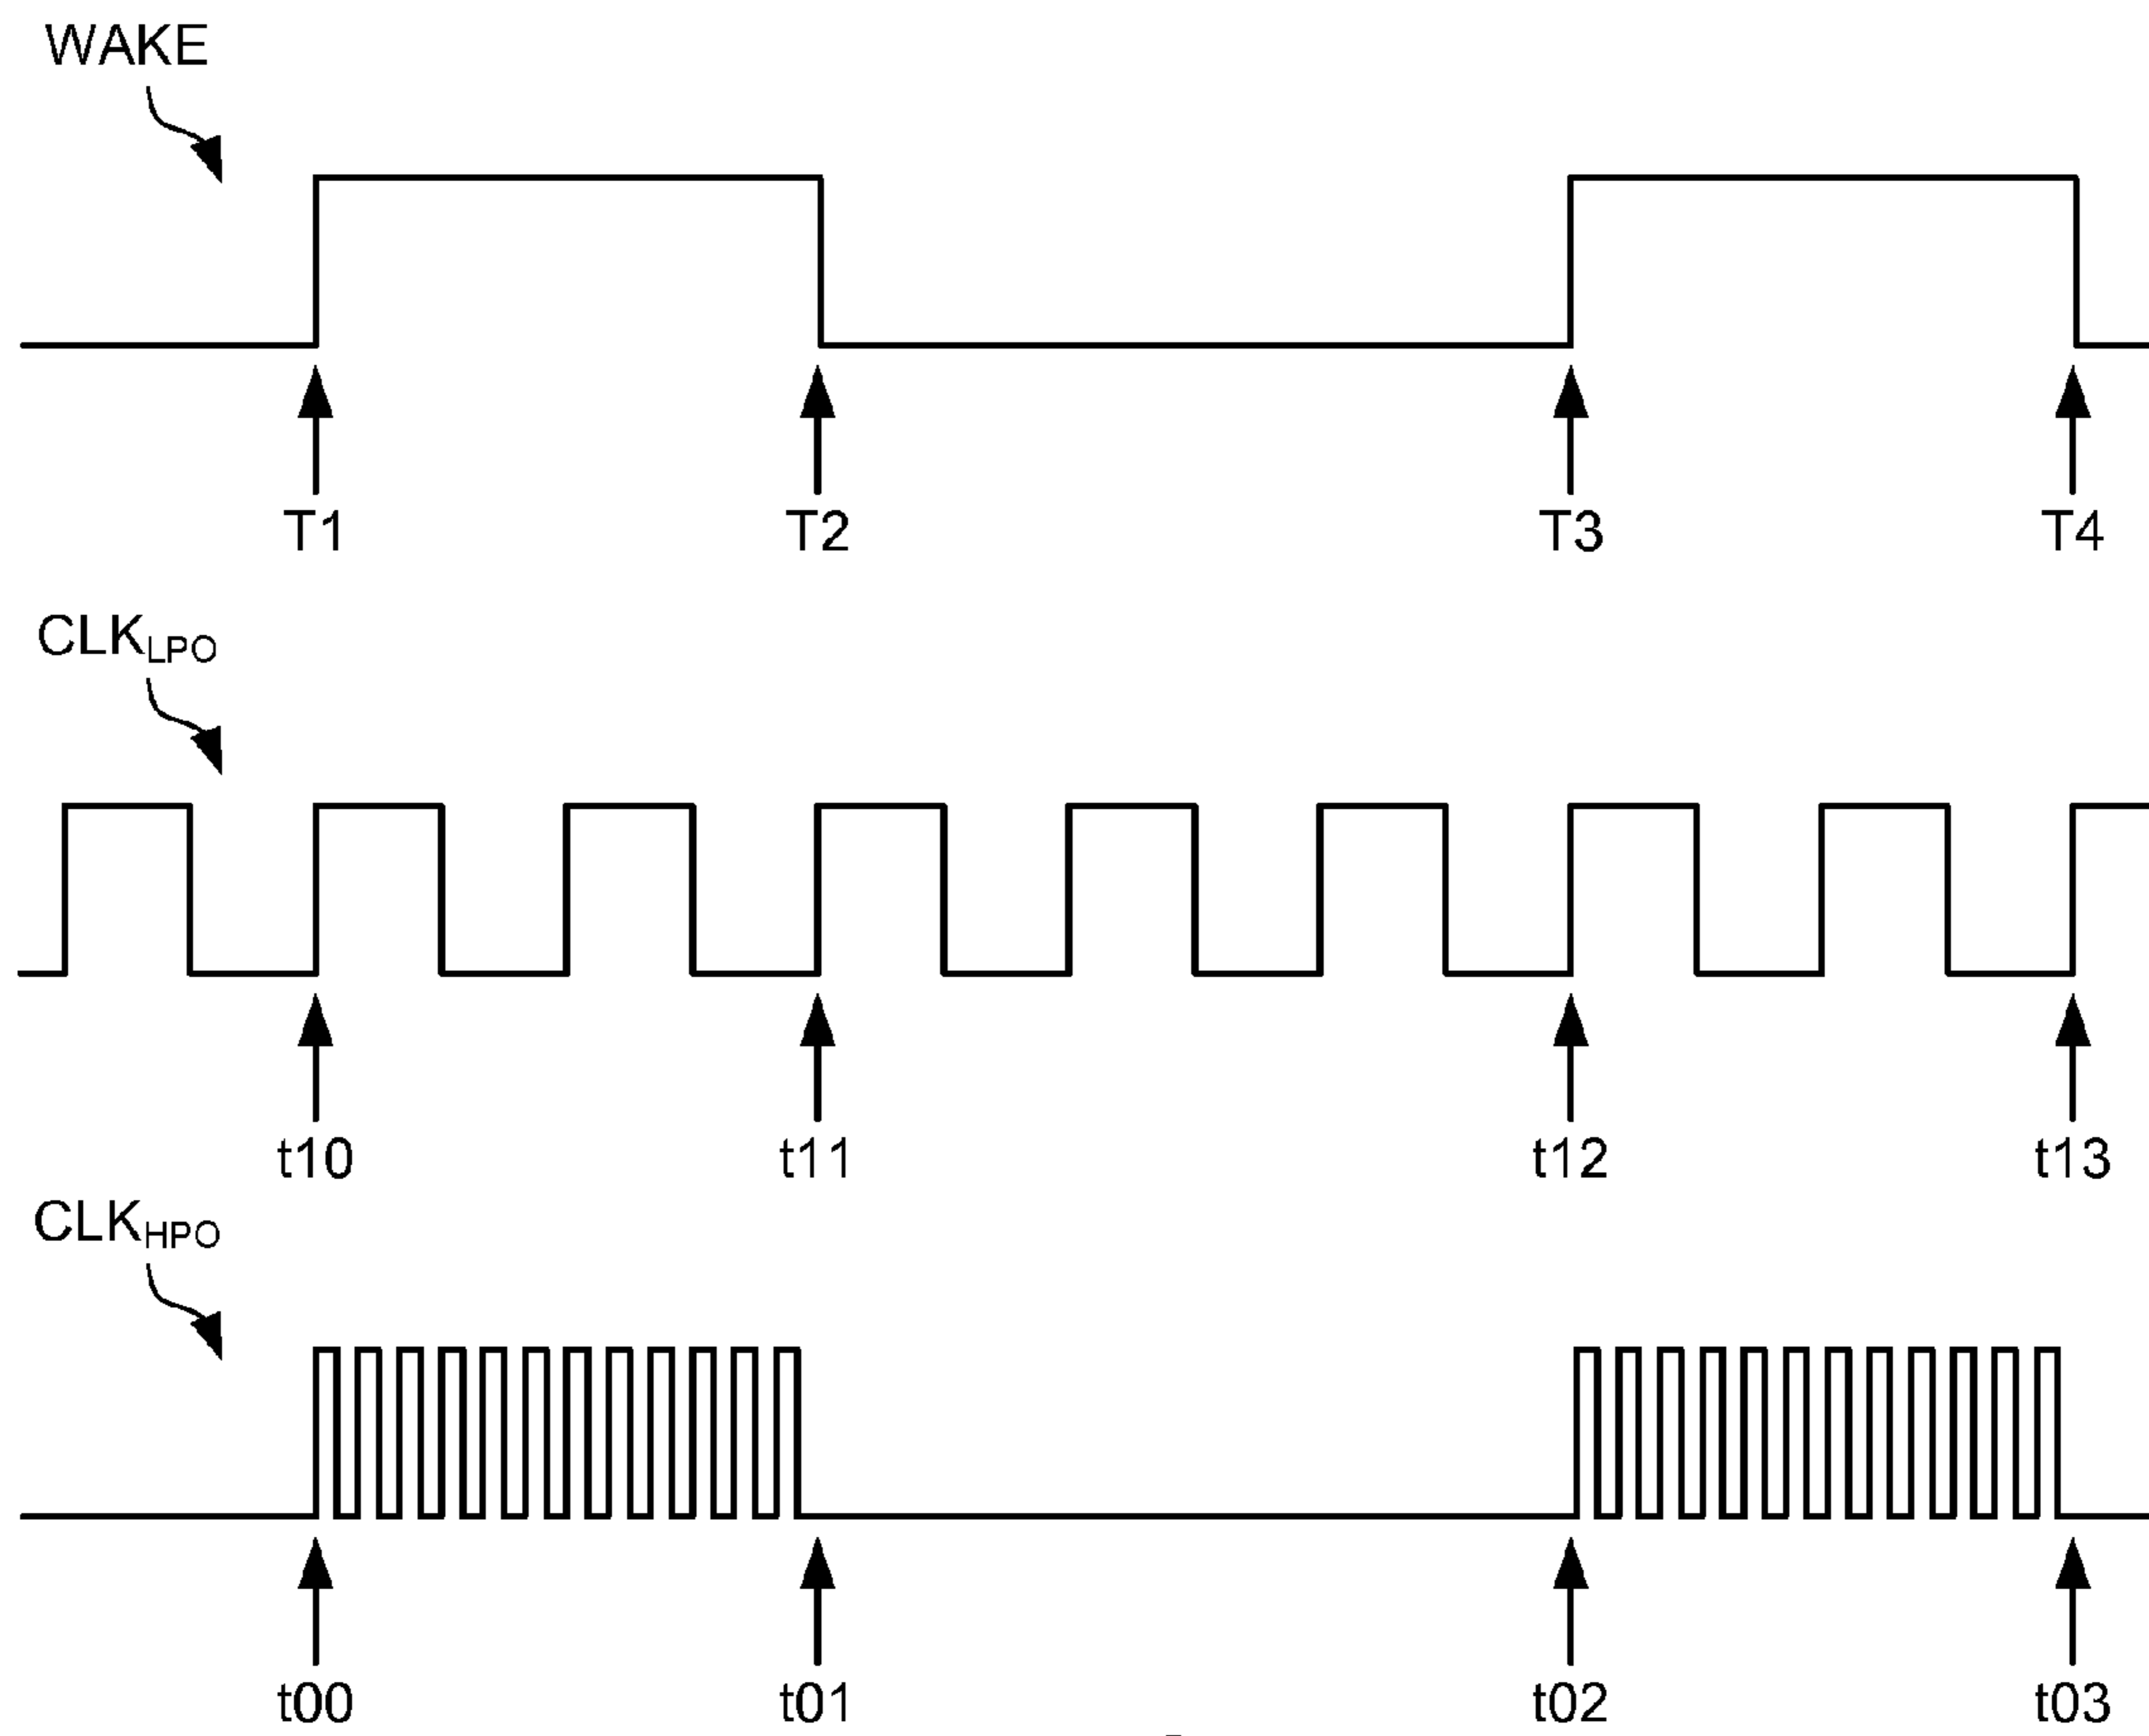 WAKE
T1 T2 T3 T4
CLKLPO
t10 t11 t12 t13
CLKHPO
t00 t01 t02 t03